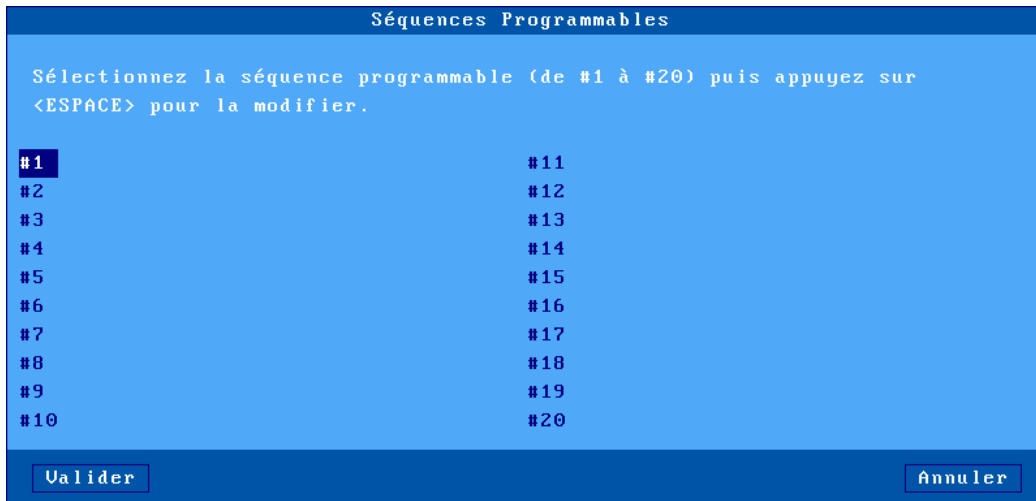 Séquences Programmables
Sélectionnez la séquence programmable (de #1 à #20) puis appuyez sur
<ESPACE> pour la modifier.
#1 #11
#2 #12
#3 #13
#4 #14
#5 #15
#6 #16
#7 #17
#8 #18
#9 #19
#10 #20
Valider Annuler